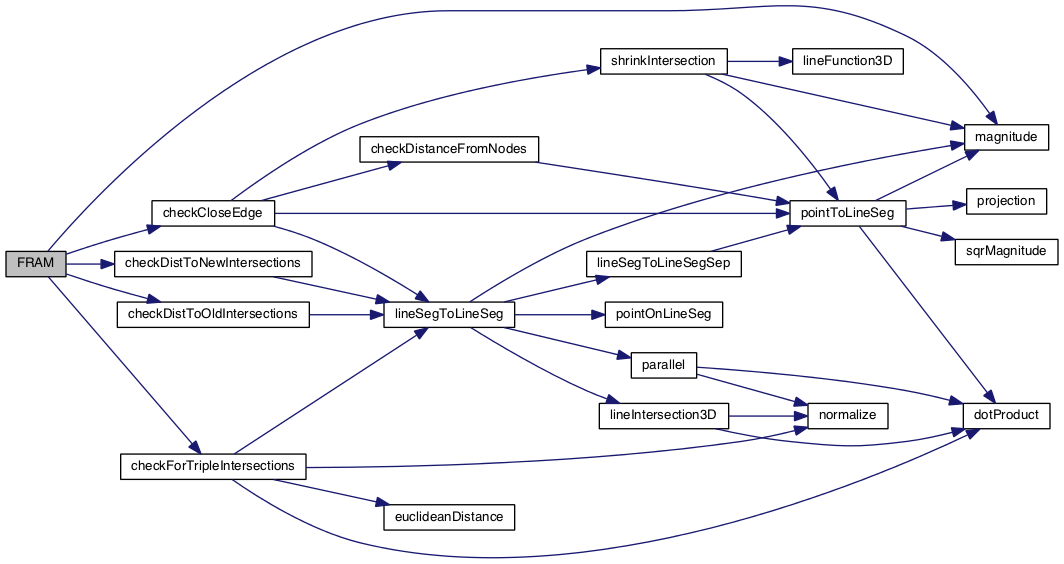 shrinkIntersection
lineFunction3D
magnitude
checkDistanceFromNodes
projection
checkCloseEdge
pointToLineSeg
sqrMagnitude
FRAM
checkDistToNewIntersections
lineSegToLineSegSep
checkDistToOldIntersections
lineSegToLineSeg
pointOnLineSeg
parallel
lineIntersection3D
normalize
dotProduct
checkForTripleIntersections
euclideanDistance